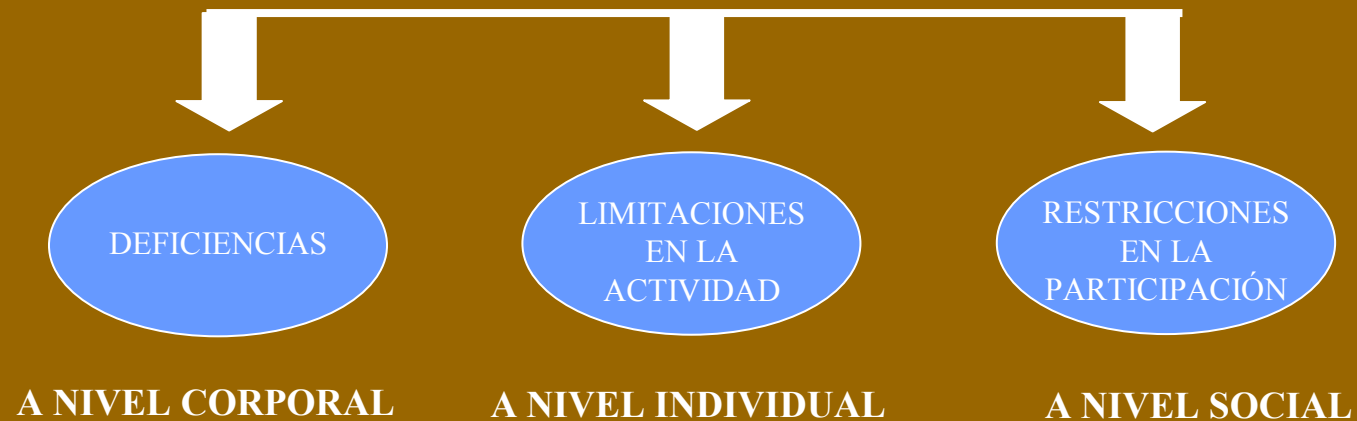 DEFICIENCIAS
LIMITACIONES
EN LA
ACTIVIDAD
RESTRICCIONES
EN LA
PARTICIPACIÓN
A NIVEL CORPORAL
A NIVEL INDIVIDUAL
A NIVEL SOCIAL